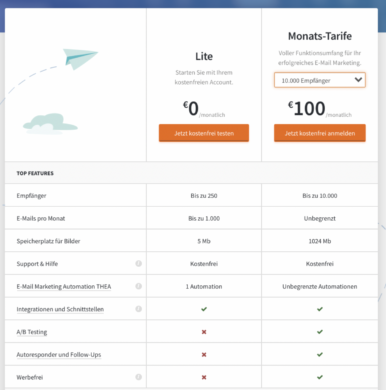 Lite
Starten Sie mit Ihrem
kostenfreien Account.
€0 /monatlich
Jetzt kostenfrei testen
Monats-Tarife
Voller Funktionsumfang für Ihr
erfolgreiches E-Mail Marketing.
10.000 Empfänger
€100 /monatlich
Jetzt kostenfrei anmelden
TOP FEATURES
Empfänger Bis zu 250 Bis zu 10.000
E-Mails pro Monat Bis zu 1.000 Unbegrenzt
Speicherplatz für Bilder 5 Mb 1024 Mb
Support & Hilfe Kostenfrei Kostenfrei
E-Mail Marketing Automation THEA 1 Automation Unbegrenzte Automationen
Integrationen und Schnittstellen
A/B Testing
Autoresponder und Follow-Ups
Werbefrei